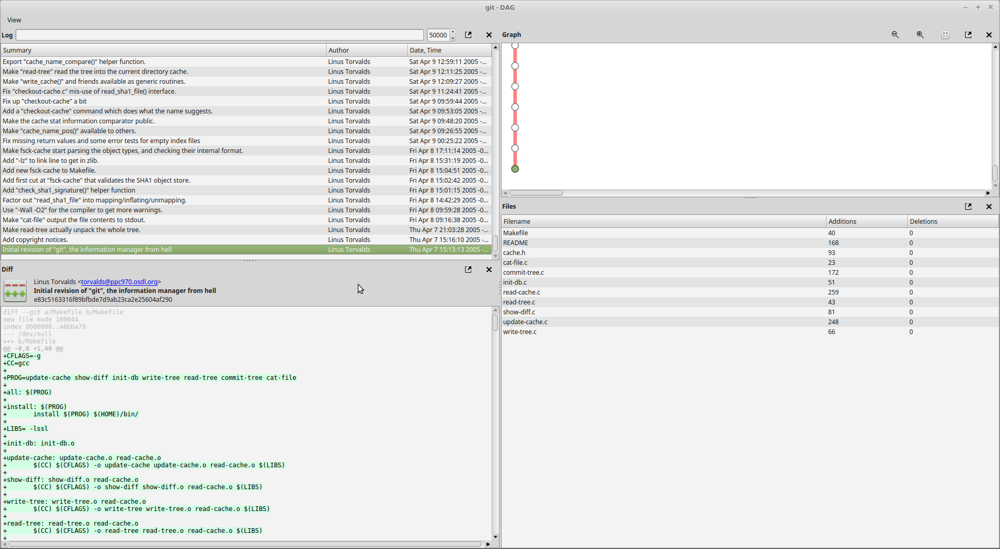 git - DAG
View
Log 50000
Summary Author Date, Time
Export "cache_name_compare()" helper function. Linus Torvalds Sat Apr 9 12:59:11 2005 -...
Make "read-tree" read the tree into the current directory cache. Linus Torvalds Sat Apr 9 12:11:25 2005 -...
Make "write_cache()" and friends available as generic routines. Linus Torvalds Sat Apr 9 12:09:27 2005 -...
Fix "checkout-cache.c" mis-use of read_sha1_file() interface. Linus Torvalds Sat Apr 9 11:24:41 2005 -...
Fix up "checkout-cache" a bit Linus Torvalds Sat Apr 9 09:59:44 2005 -...
Add a "checkout-cache" command which does what the name suggests. Linus Torvalds Sat Apr 9 09:53:05 2005 -...
Make the cache stat information comparator public. Linus Torvalds Sat Apr 9 09:48:20 2005 -...
Make "cache_name_pos()" available to others. Linus Torvalds Sat Apr 9 09:26:55 2005 -...
Fix missing return values and some error tests for empty index files Linus Torvalds Sat Apr 9 00:25:22 2005 -...
Make fsck-cache start parsing the object types, and checking their internal format. Linus Torvalds Fri Apr 8 17:11:14 2005 -0...
Add "-lz" to link line to get in zlib. Linus Torvalds Fri Apr 8 15:31:19 2005 -0...
Add new fsck-cache to Makefile. Linus Torvalds Fri Apr 8 15:04:51 2005 -0...
Add first cut at "fsck-cache" that validates the SHA1 object store. Linus Torvalds Fri Apr 8 15:02:42 2005 -0...
Add "check_sha1_signature()" helper function Linus Torvalds Fri Apr 8 15:01:15 2005 -0...
Factor out "read_sha1_file" into mapping/inflating/unmapping. Linus Torvalds Fri Apr 8 14:42:29 2005 -0...
Use "-Wall -O2" for the compiler to get more warnings. Linus Torvalds Fri Apr 8 09:59:28 2005 -0...
Make "cat-file" output the file contents to stdout. Linus Torvalds Fri Apr 8 09:16:38 2005 -0...
Make read-tree actually unpack the whole tree. Linus Torvalds Thu Apr 7 21:03:28 2005 -...
Add copyright notices. Linus Torvalds Thu Apr 7 15:16:10 2005 -...
Initial revision of "git", the information manager from hell Linus Torvalds Thu Apr 7 15:13:13 2005 -...
Diff
Linus Torvalds <torvalds@ppc970.osdl.org>
Initial revision of "git", the information manager from hell
e83c5163316f89bfbde7d9ab23ca2e25604af290
diff --git a/Makefile b/Makefile
new file mode 100644
index 0000000..a6bba79
--- /dev/null
+++ b/Makefile
@@ -0,0 +1,40 @@
+CFLAGS=-g
+CC=gcc
+
+PROG=update-cache show-diff init-db write-tree read-tree commit-tree cat-file
+
+all: $(PROG)
+
+install: $(PROG)
+ install $(PROG) $(HOME)/bin/
+
+LIBS= -lssl
+
+init-db: init-db.o
+
+update-cache: update-cache.o read-cache.o
+ $(CC) $(CFLAGS) -o update-cache update-cache.o read-cache.o $(LIBS)
+
+show-diff: show-diff.o read-cache.o
+ $(CC) $(CFLAGS) -o show-diff show-diff.o read-cache.o $(LIBS)
+
+write-tree: write-tree.o read-cache.o
+ $(CC) $(CFLAGS) -o write-tree write-tree.o read-cache.o $(LIBS)
+
+read-tree: read-tree.o read-cache.o
+ $(CC) $(CFLAGS) -o read-tree read-tree.o read-cache.o $(LIBS)
+
Graph
Files
Filename Additions Deletions
Makefile 40 0
README 168 0
cache.h 93 0
cat-file.c 23 0
commit-tree.c 172 0
init-db.c 51 0
read-cache.c 259 0
read-tree.c 43 0
show-diff.c 81 0
update-cache.c 248 0
write-tree.c 66 0